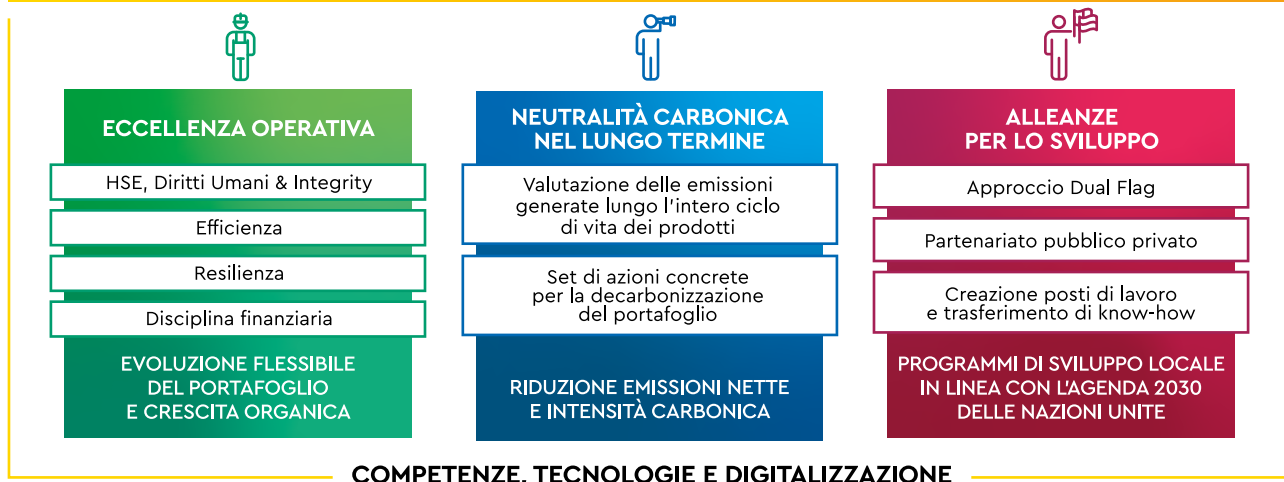 ECCELLENZA OPERATIVA
HSE, Diritti Umani & Integrity
Efficienza
Resilienza
Disciplina finanziaria
EVOLUZIONE FLESSIBILE
DEL PORTAFOGLIO
E CRESCITA ORGANICA
NEUTRALITÀ CARBONICA
NEL LUNGO TERMINE
Valutazione delle emissioni
generate lungo l'intero ciclo
di vita dei prodotti
Set di azioni concrete
per la decarbonizzazione
del portafoglio
RIDUZIONE EMISSIONI NETTE
E INTENSITÀ CARBONICA
ALLEANZE
PER LO SVILUPPO
Approccio Dual Flag
Partenariato pubblico privato
Creazione posti di lavoro
e trasferimento di know-how
PROGRAMMI DI SVILUPPO LOCALE
IN LINEA CON L'AGENDA 2030
DELLE NAZIONI UNITE
COMPETENZE, TECNOLOGIE E DIGITALIZZAZIONE